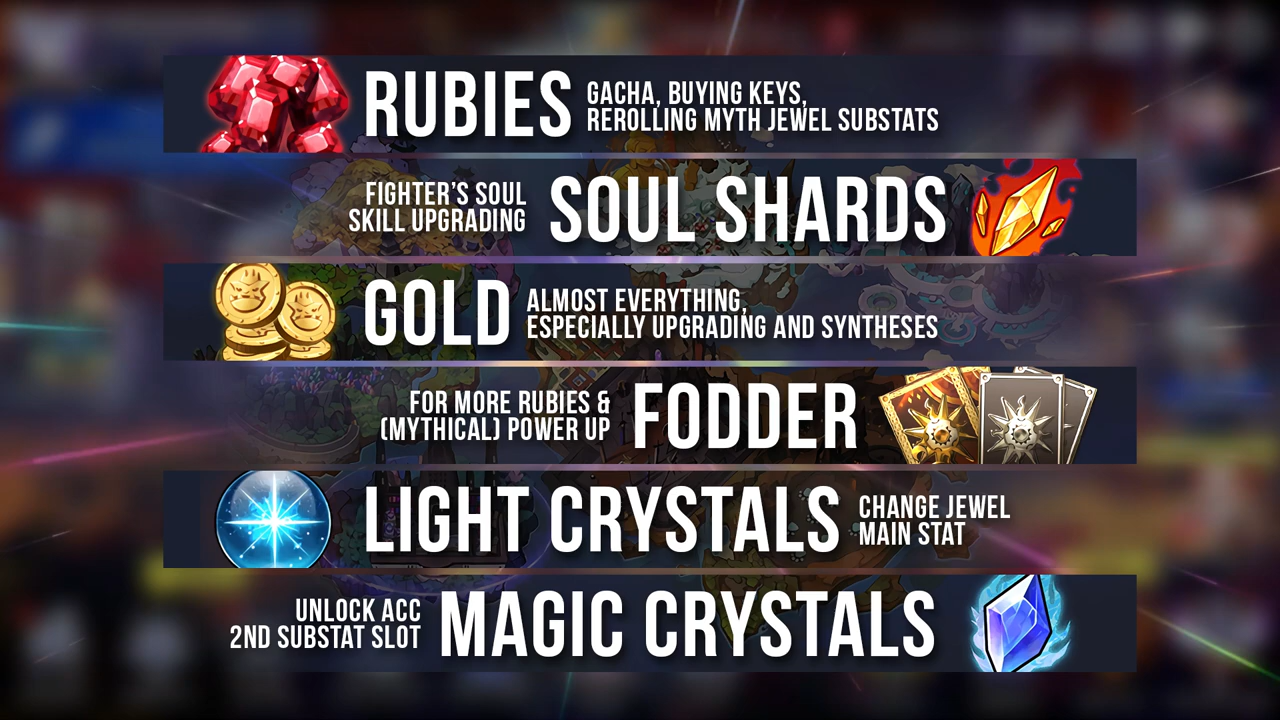 RUBIES
GACHA, BUYING KEYS,
REROLLING MYTH JEWEL SUBSTATS
FIGHTER'S SOUL
SKILL UPGRADING
SOUL SHARDS
GOLD
ALMOST EVERYTHING,
ESPECIALLY UPGRADING AND SYNTHESES
FOR MORE RUBIES &
(MYTHICAL) POWER UP
FODDER
LIGHT CRYSTALS
CHANGE JEWEL
MAIN STAT
UNLOCK ACC
2ND SUBSTAT SLOT
MAGIC CRYSTALS